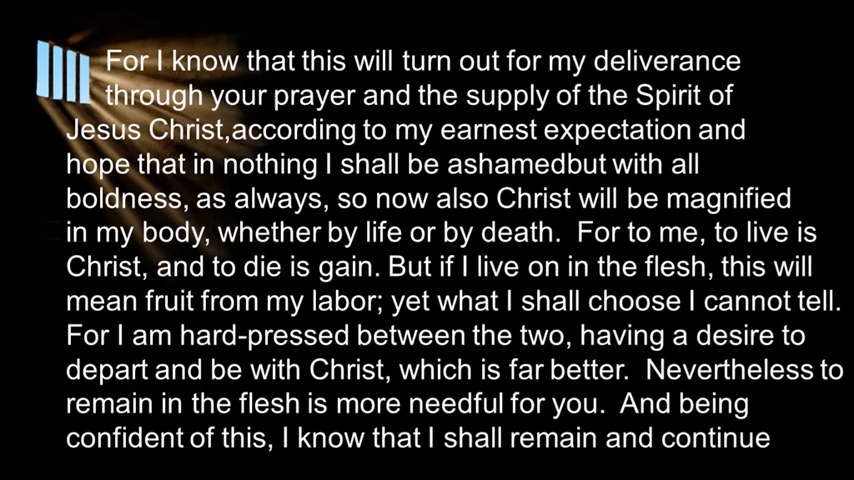 For I know that this will turn out for my deliverance
through your prayer and the supply of the Spirit of
Jesus Christ,according to my earnest expectation and
hope that in nothing I shall be ashamedbut with all
boldness, as always, so now also Christ will be magnified
in my body, whether by life or by death.  For to me, to live is
Christ, and to die is gain. But if I live on in the flesh, this will
mean fruit from my labor; yet what I shall choose I cannot tell.
For I am hard-pressed between the two, having a desire to
depart and be with Christ, which is far better.  Nevertheless to
remain in the flesh is more needful for you.  And being
confident of this, I know that I shall remain and continue